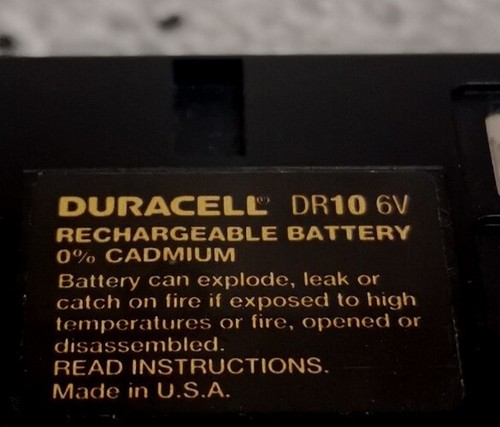 DURACELL® DR10 6V
RECHARGEABLE BATTERY
0% CADMIUM
Battery can explode, leak or
catch on fire if exposed to high
temperatures or fire, opened or
disassembled.
READ INSTRUCTIONS.
Made in U.S.A.